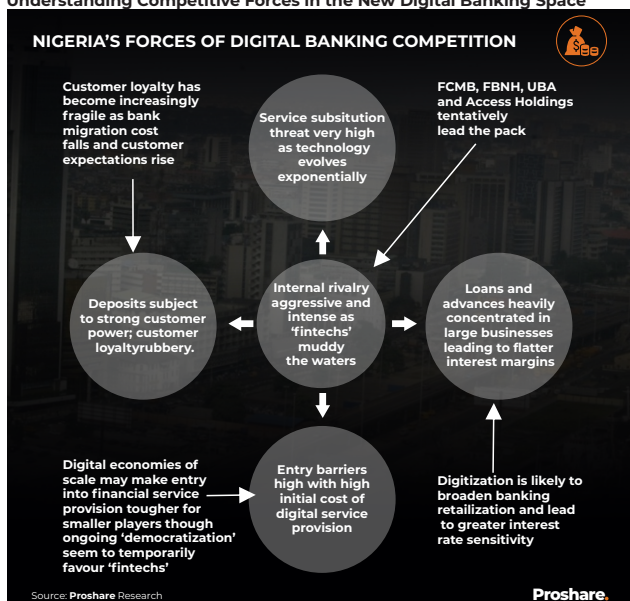 Understanding Competitive Forces in the New Digital Banking Space
NIGERIA'S FORCES OF DIGITAL BANKING COMPETITION
Customer loyalty has
become increasingly
fragile as bank
migration cost
falls and customer
expectations rise
Service subsitution
threat very high
as technology
evolves
exponentially
FCMB, FBNH, UBA
and Access Holdings
tentatively
lead the pack
Deposits subject
to strong customer
power; customer
loyaltyrubbery.
Internal rivalry
aggressive and
intense as
'fintechs'
muddy
the waters
Loans and
advances heavily
concentrated in
large businesses
leading to flatter
interest margins
Digital economies of
scale may make entry
into financial service
provision tougher for
smaller players though
ongoing 'democratization'
seem to temporarily
favour 'fintechs'
Entry barriers
high with high
initial cost of
digital service
provision
Digitization is likely to
broaden banking
retailization and lead
to greater interest
rate sensitivity
Source: Proshare Research
Proshare.